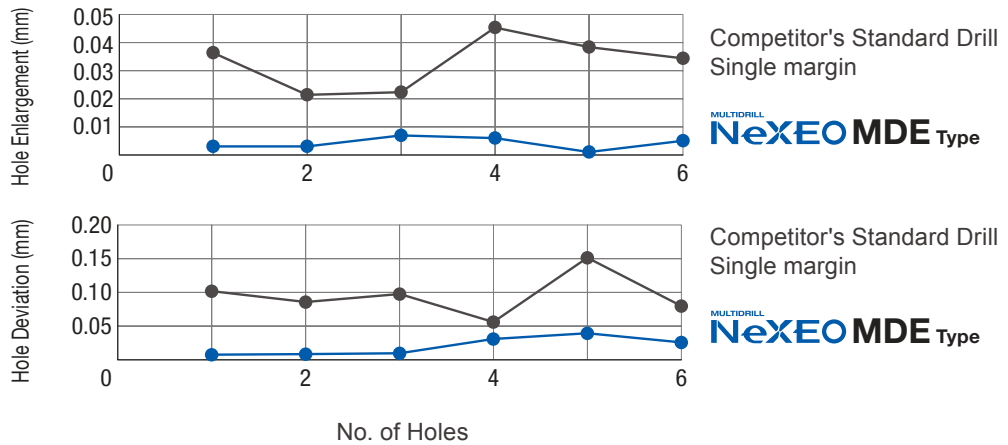 Hole Enlargement (mm)
0.05
0.04
0.03
0.02
0.01
0 2 4 6
Competitor's Standard Drill
Single margin
MULTIDRILL
NeXEO MDE Type
Hole Deviation (mm)
0.20
0.15
0.10
0.05
0 2 4 6
Competitor's Standard Drill
Single margin
MULTIDRILL
NeXEO MDE Type
No. of Holes